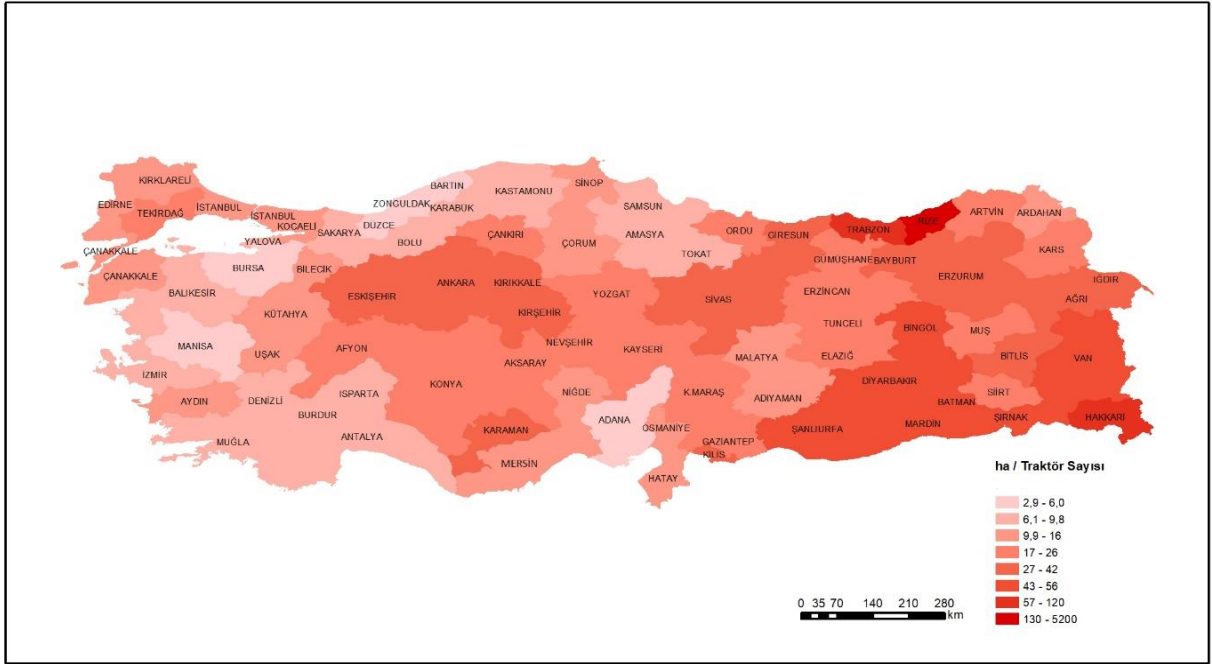 BARTIN
KASTAMONU
SİNOP
KIRKLARELİ
ZONGULDAK
KARABÜK
SAMSUN
EDİRNE
TEKİRDAĞ
İSTANBUL
İSTANBUL
KOCAELİ
SAKARYA
DÜZCE
BOLU
ÇANKIRI
ÇORUM
AMASYA
TOKAT
ORDU
GİRESUN
TRABZON
RİZE
ARTVİN
ARDAHAN
YALOVA
KARS
ÇANAKKALE
ÇANAKKALE
BURSA
BİLECİK
GÜMÜŞHANE
BAYBURT
ERZURUM
IĞDIR
BALIKESİR
ESKİŞEHİR
ANKARA
KIRIKKALE
YOZGAT
SİVAS
ERZİNCAN
AĞRI
KÜTAHYA
KIRŞEHİR
TUNCELİ
BİNGÖL
MUŞ
MANİSA
UŞAK
AFYON
NEVŞEHİR
KAYSERİ
MALATYA
ELAZIĞ
BİTLİS
VAN
İZMİR
AKSARAY
KONYA
DİYARBAKIR
AYDIN
DENİZLİ
ISPARTA
NİĞDE
K.MARAŞ
ADIYAMAN
BATMAN
SİİRT
BURDUR
ADANA
OSMANİYE
ŞANLIURFA
MARDİN
ŞIRNAK
HAKKARİ
MUĞLA
ANTALYA
KARAMAN
GAZİANTEP
KİLİS
MERSİN
HATAY
ha / Traktör Sayısı
2,9 - 6,0
6,1 - 9,8
9,9 - 16
17 - 26
27 - 42
43 - 56
57 - 120
130 - 5200
0 35 70 140 210 280
km